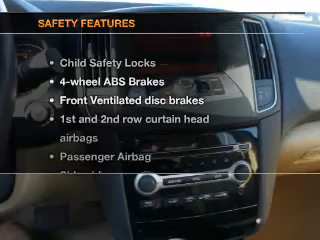 SAFETY FEATURES
• Child Safety Locks
• 4-wheel ABS Brakes
• Front Ventilated disc brakes
• 1st and 2nd row curtain head
airbags
• Passenger Airbag